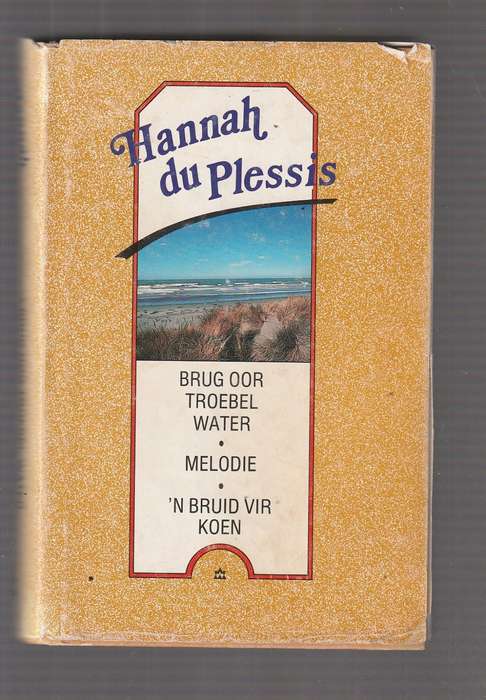 Hannah
du Plessis
BRUG OOR
TROEBEL
WATER
•
MELODIE
•
'N BRUID VIR
KOEN